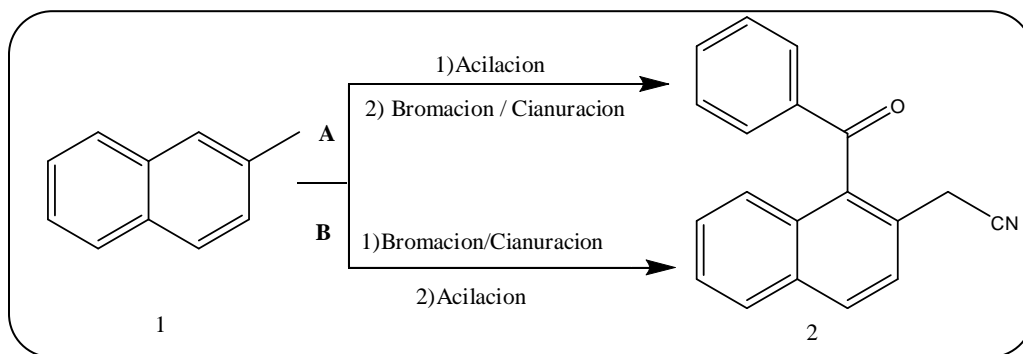 1)Acilacion
2) Bromacion / Cianuracion
O
A
B
1)Bromacion/Cianuracion
CN
2)Acilacion
1
2